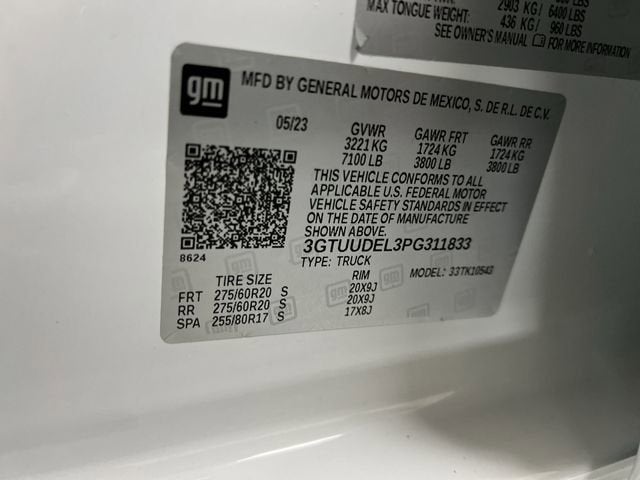 2903 KG/ 6400 LBS
MAX TONGUE WEIGHT: 436 KG/ 960 LBS
SEE OWNER'S MANUAL FOR MORE INFORMATION
gm
MFD BY GENERAL MOTORS DE MEXICO, S. DE R.L. DE C.V.
05/23 GVWR GAWR FRT GAWR RR
3221 KG 1724 KG 1724 KG
7100 LB 3800 LB 3800 LB
THIS VEHICLE CONFORMS TO ALL
APPLICABLE U.S. FEDERAL MOTOR
VEHICLE SAFETY STANDARDS IN EFFECT
ON THE DATE OF MANUFACTURE
SHOWN ABOVE.
3GTUUDEL3PG311833
8624
TYPE: TRUCK MODEL: 33TK10543
TIRE SIZE RIM
FRT 275/60R20 S 20X9J
RR 275/60R20 S 20X9J
SPA 255/80R17 S 17X8J